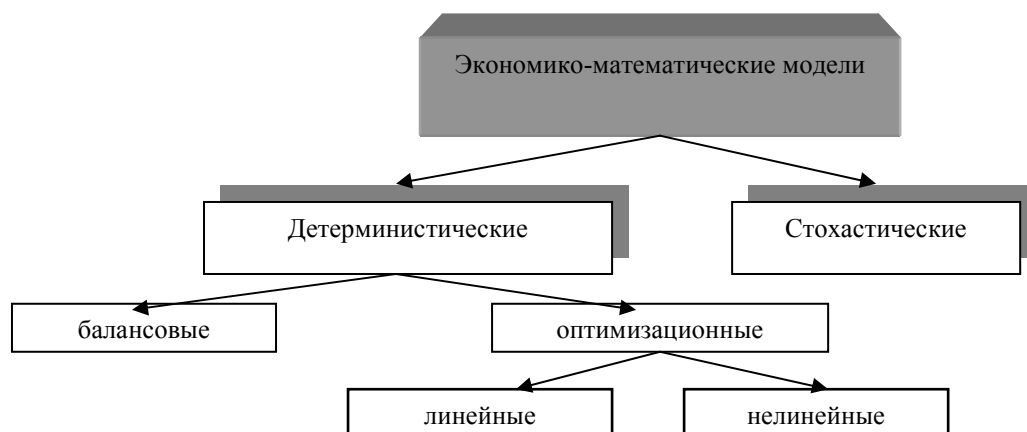 Экономико-математические модели
Детерминистические
Стохастические
балансовые
оптимизационные
линейные
нелинейные